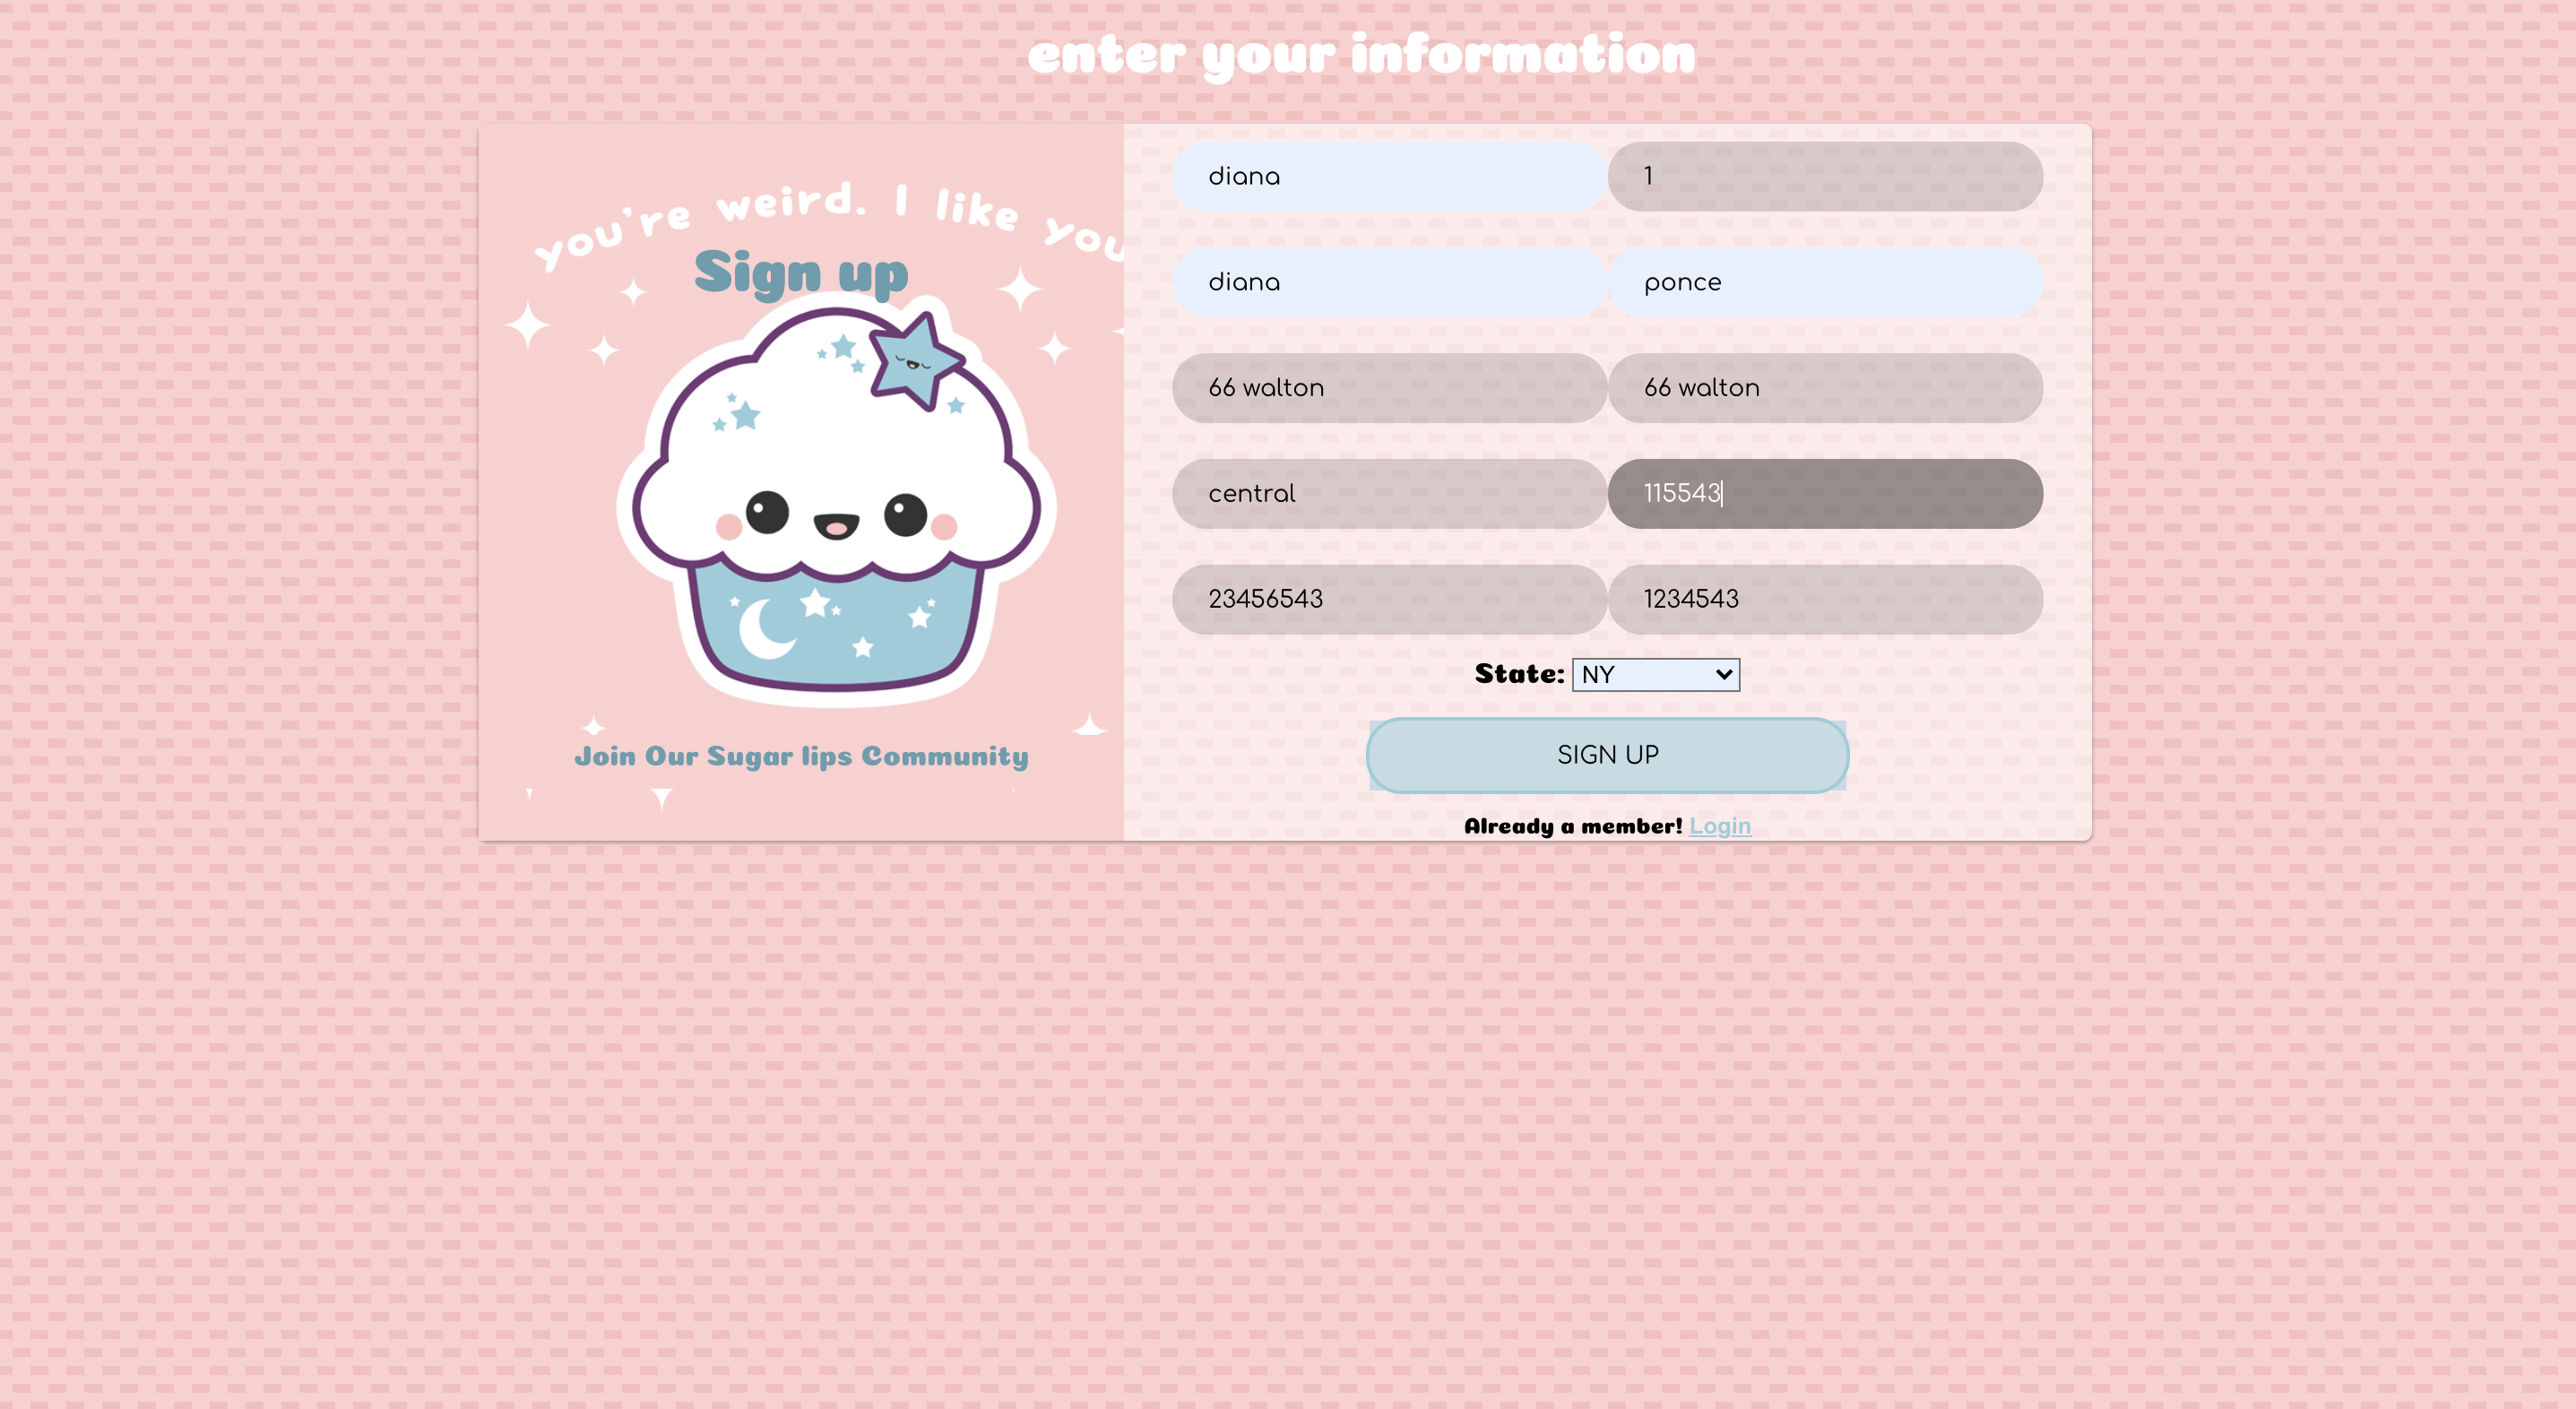 enter your information
you're weird. I like you
Sign up
Join Our Sugar lips Community
diana
1
diana
ponce
66 walton
66 walton
central
115543
23456543
1234543
State: NY
SIGN UP
Already a member! Login